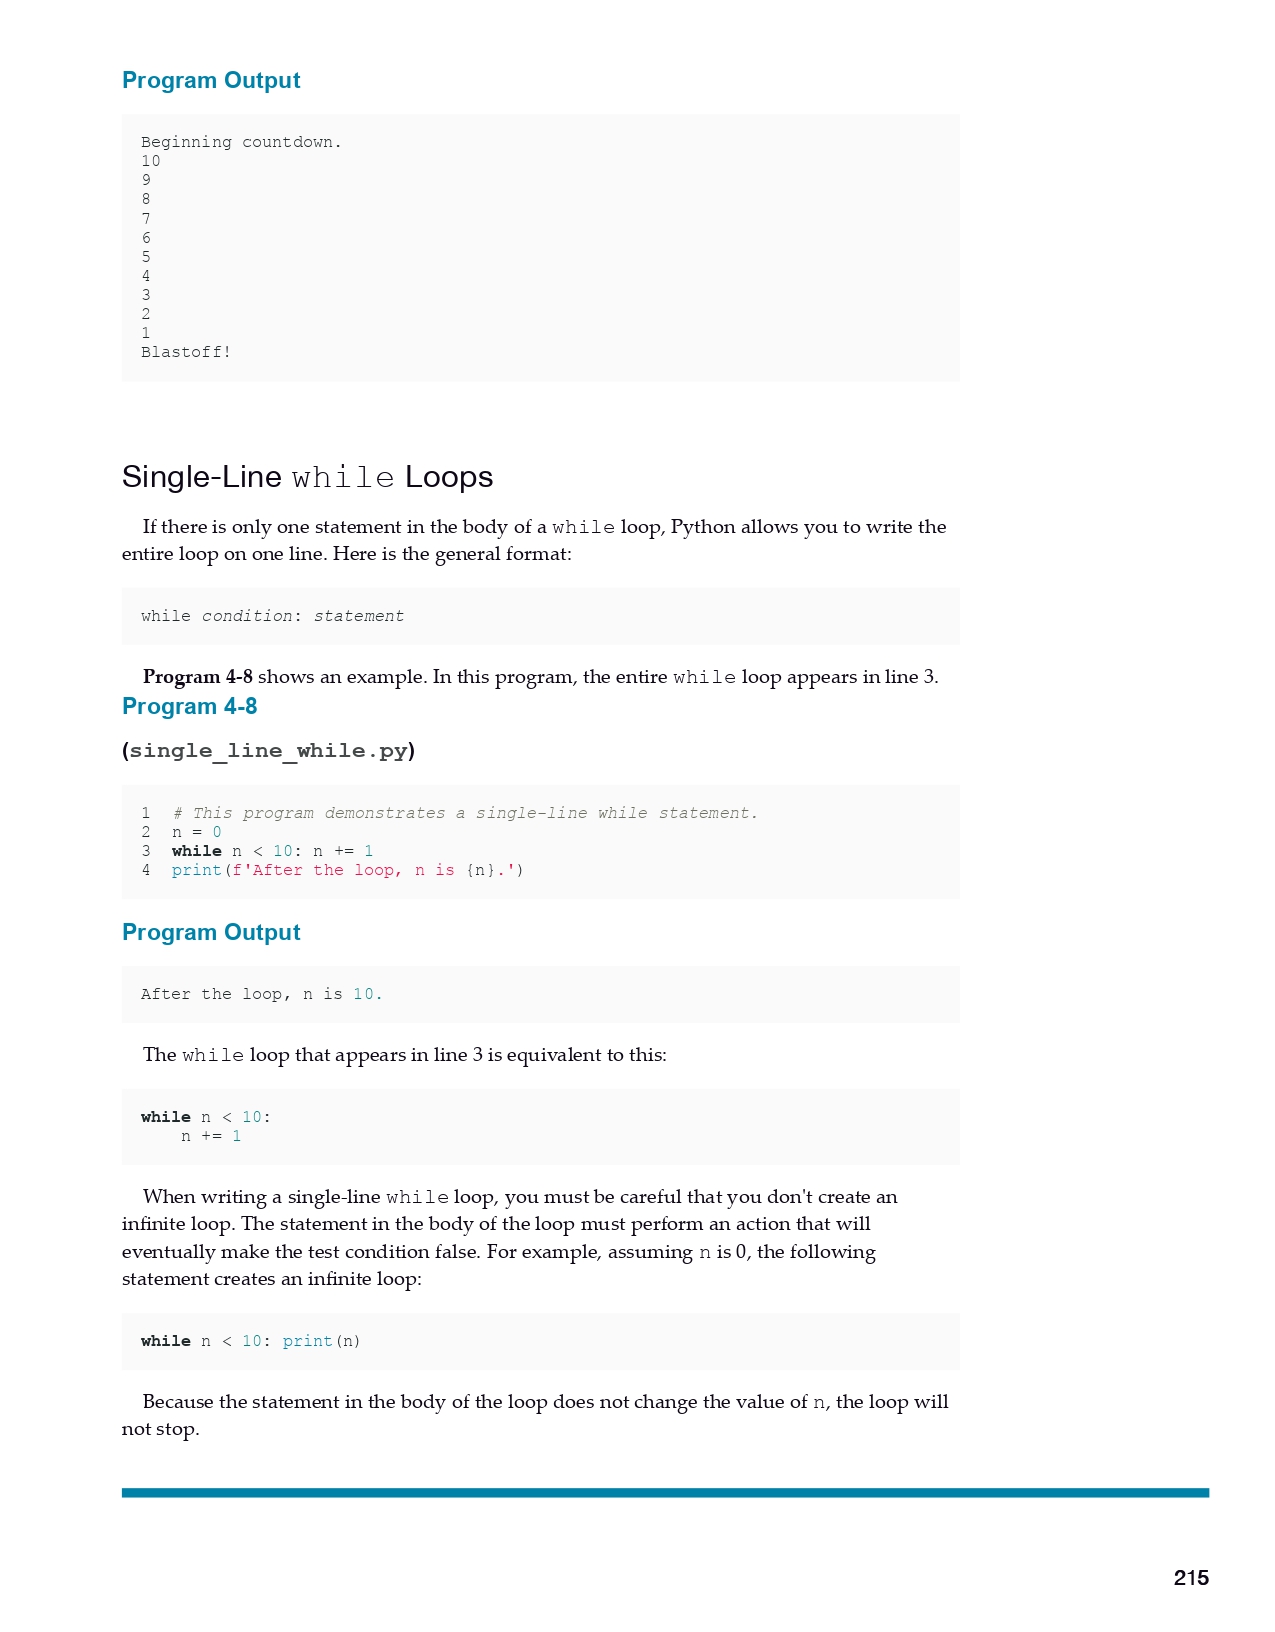 Program Output
Beginning countdown.
10
9
8
7
6
5
4
3
2
1
Blastoff!
Single-Line while Loops
If there is only one statement in the body of a while loop, Python allows you to write the
entire loop on one line. Here is the general format:
while condition: statement
Program 4-8 shows an example. In this program, the entire while loop appears in line 3.
Program 4-8
(single_line_while.py)
1  # This program demonstrates a single-line while statement.
2  n = 0
3  while n < 10: n += 1
4  print(f'After the loop, n is {n}.')
Program Output
After the loop, n is 10.
The while loop that appears in line 3 is equivalent to this:
while n < 10:
    n += 1
When writing a single-line while loop, you must be careful that you don't create an
infinite loop. The statement in the body of the loop must perform an action that will
eventually make the test condition false. For example, assuming n is 0, the following
statement creates an infinite loop:
while n < 10: print(n)
Because the statement in the body of the loop does not change the value of n, the loop will
not stop.
215